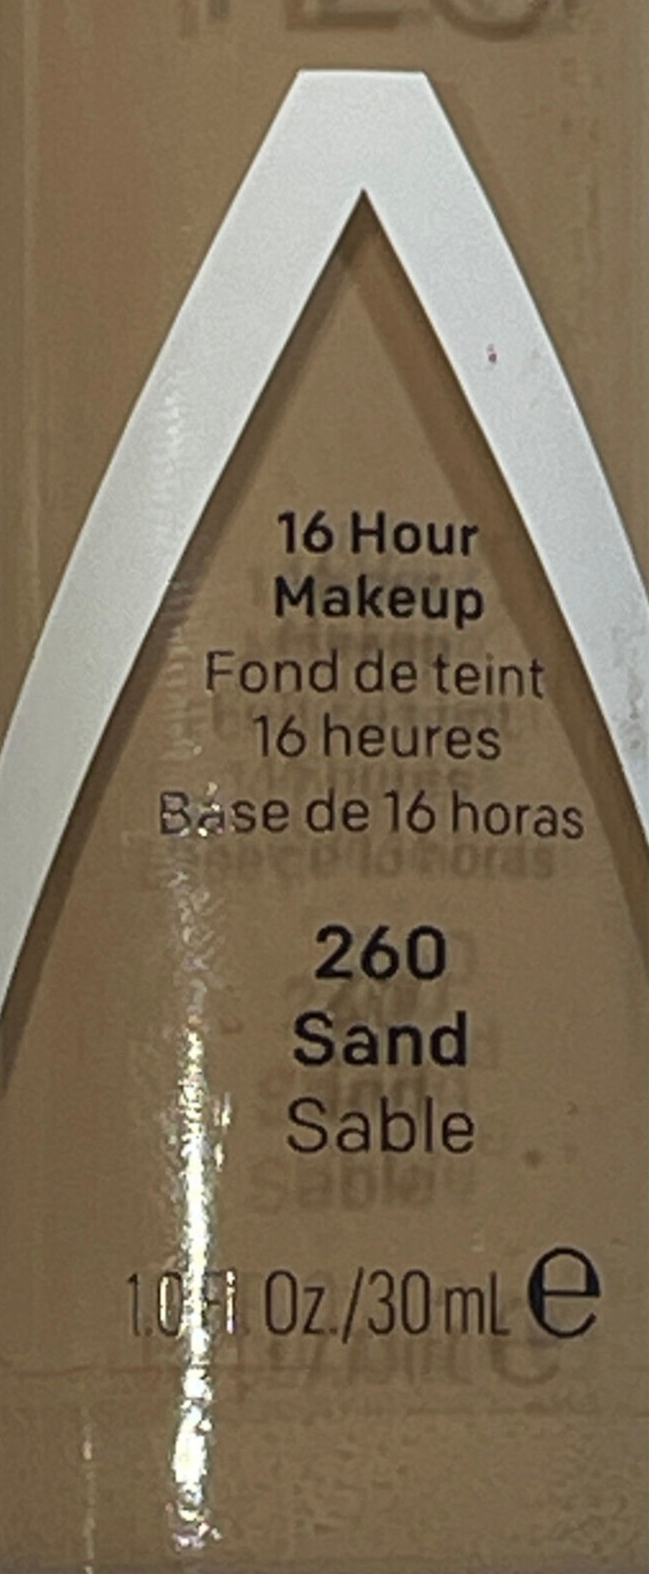 16 Hour
Makeup
Fond de teint
16 heures
Base de 16 horas
260
Sand
Sable
1.0 Fl. Oz./30 mL ℮